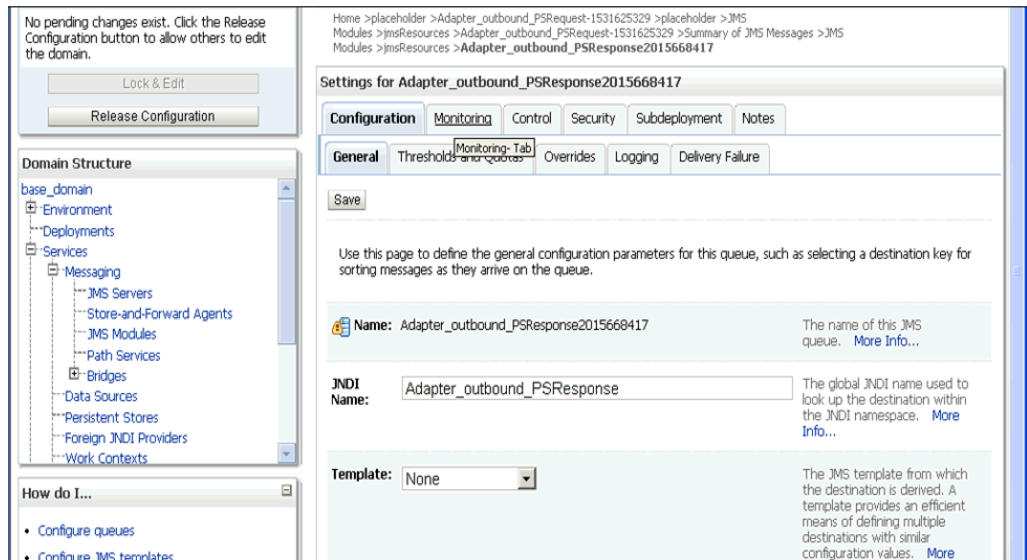 No pending changes exist. Click the Release
Configuration button to allow others to edit
the domain.
Lock & Edit
Release Configuration
Domain Structure
base_domain
Environment
Deployments
Services
Messaging
JMS Servers
Store-and-Forward Agents
JMS Modules
Path Services
Bridges
Data Sources
Persistent Stores
Foreign JNDI Providers
Work Contexts
How do I...
• Configure queues
• Configure JMS templates
Home >placeholder >Adapter_outbound_PSRequest-1531625329 >placeholder >JMS
Modules >jmsResources >Adapter_outbound_PSRequest-1531625329 >Summary of JMS Messages >JMS
Modules >jmsResources >Adapter_outbound_PSResponse2015668417
Settings for Adapter_outbound_PSResponse2015668417
Configuration Monitoring Control Security Subdeployment Notes
Monitoring- Tab
General Thresholds and Quotas Overrides Logging Delivery Failure
Save
Use this page to define the general configuration parameters for this queue, such as selecting a destination key for
sorting messages as they arrive on the queue.
Name: Adapter_outbound_PSResponse2015668417
The name of this JMS
queue. More Info...
JNDI
Name:
Adapter_outbound_PSResponse
The global JNDI name used to
look up the destination within
the JNDI namespace. More
Info...
Template: None
The JMS template from which
the destination is derived. A
template provides an efficient
means of defining multiple
destinations with similar
configuration values. More